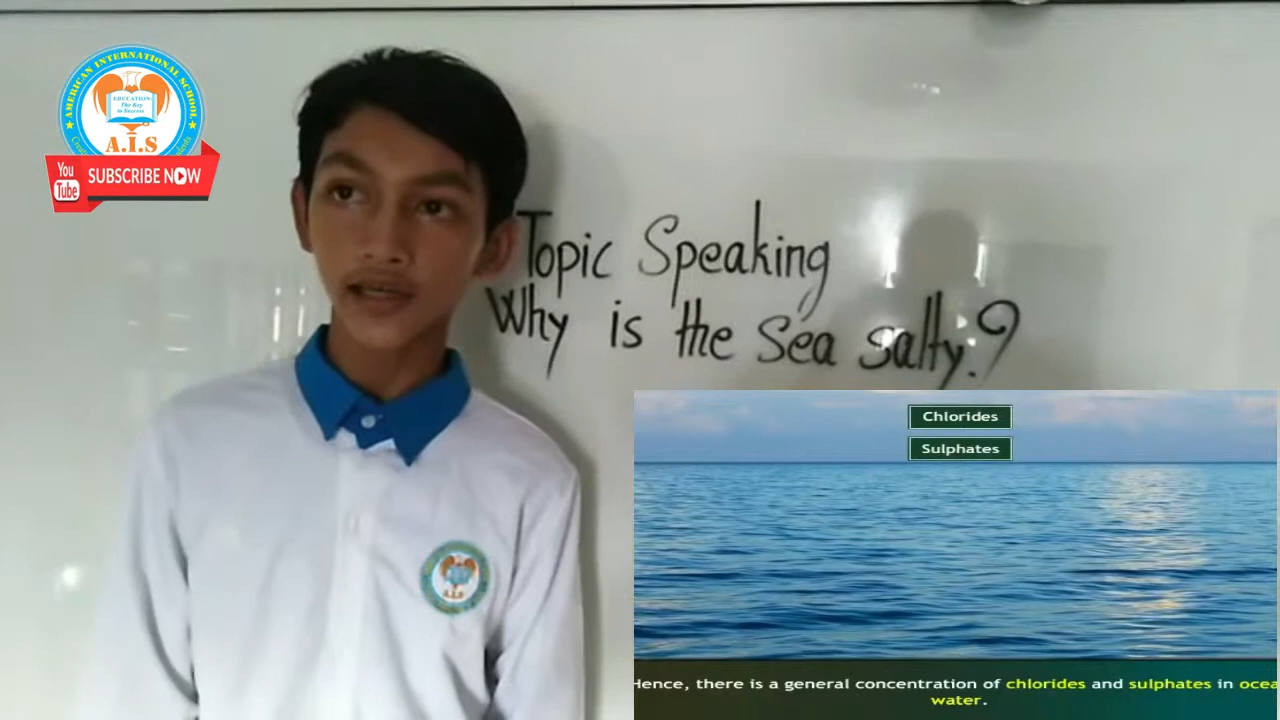 AMERICAN INTERNATIONAL SCHOOL
EDUCATION
The Key
to Success
A.I.S
You
Tube
SUBSCRIBE NOW
Topic Speaking
Why is the Sea salty.?
A.I.S
Chlorides
Sulphates
Hence, there is a general concentration of chlorides and sulphates in ocea
water.